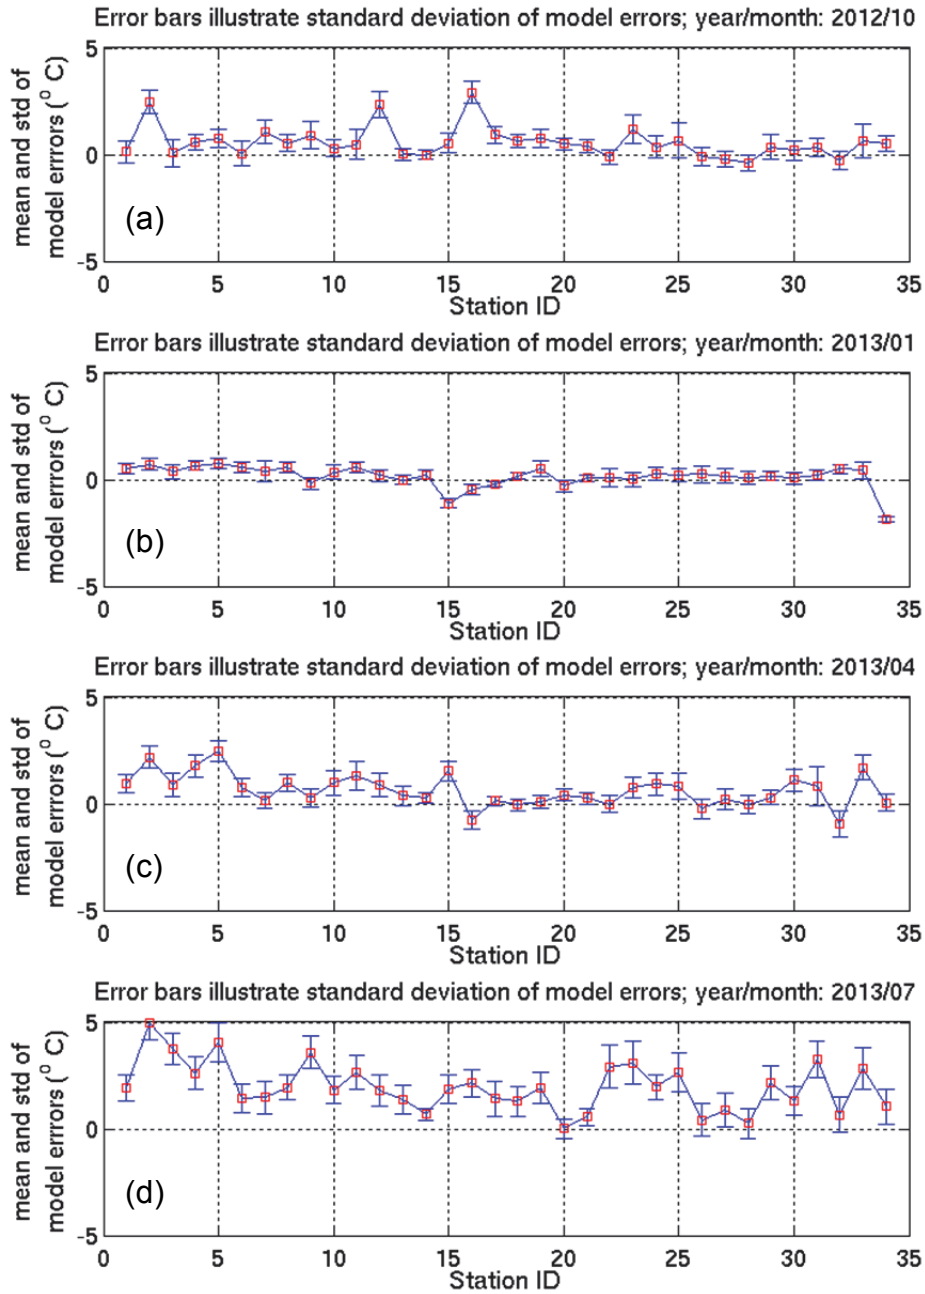 Error bars illustrate standard deviation of model errors; year/month: 2012/10
mean and std of
model errrors (° C)
5
0
-5
(a)
0 5 10 15 20 25 30 35
Station ID
Error bars illustrate standard deviation of model errors; year/month: 2013/01
mean and std of
model errrors (° C)
5
0
-5
(b)
0 5 10 15 20 25 30 35
Station ID
Error bars illustrate standard deviation of model errors; year/month: 2013/04
mean and std of
model errrors (° C)
5
0
-5
(c)
0 5 10 15 20 25 30 35
Station ID
Error bars illustrate standard deviation of model errors; year/month: 2013/07
mean and std of
model errrors (° C)
5
0
-5
(d)
0 5 10 15 20 25 30 35
Station ID